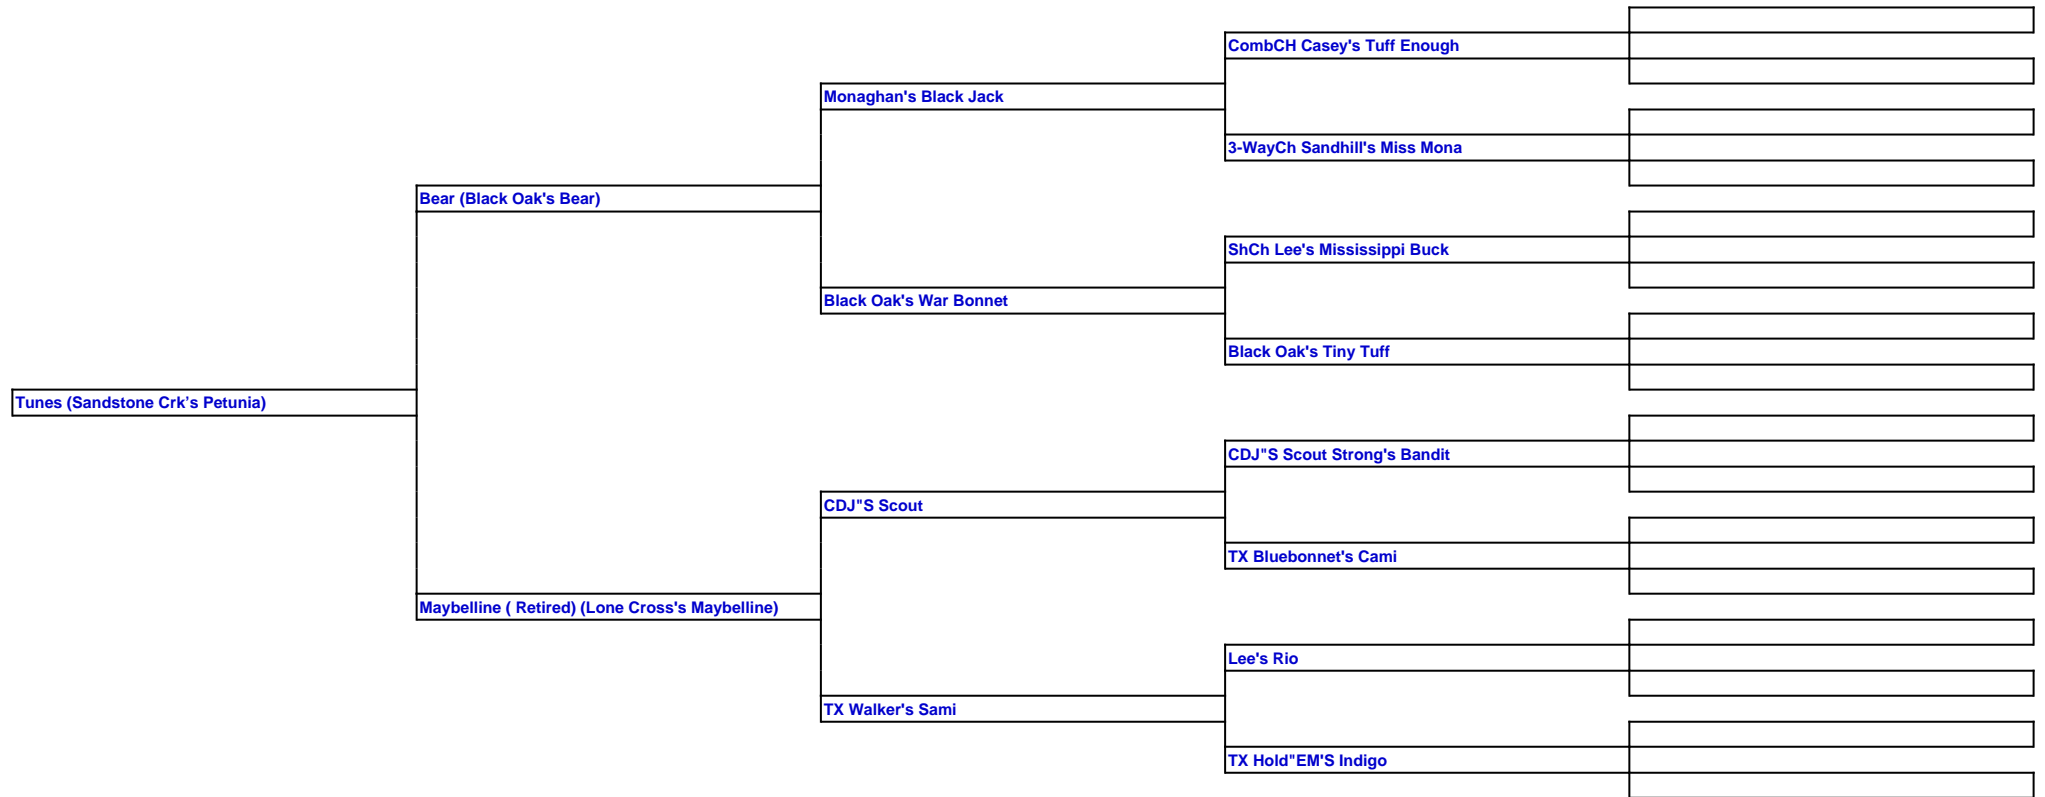 CombCH Casey's Tuff Enough
Monaghan's Black Jack
3-WayCh Sandhill's Miss Mona
Bear (Black Oak's Bear)
ShCh Lee's Mississippi Buck
Black Oak's War Bonnet
Black Oak's Tiny Tuff
Tunes (Sandstone Crk’s Petunia)
CDJ"S Scout Strong's Bandit
CDJ"S Scout
TX Bluebonnet's Cami
Maybelline ( Retired) (Lone Cross's Maybelline)
Lee's Rio
TX Walker's Sami
TX Hold"EM'S Indigo